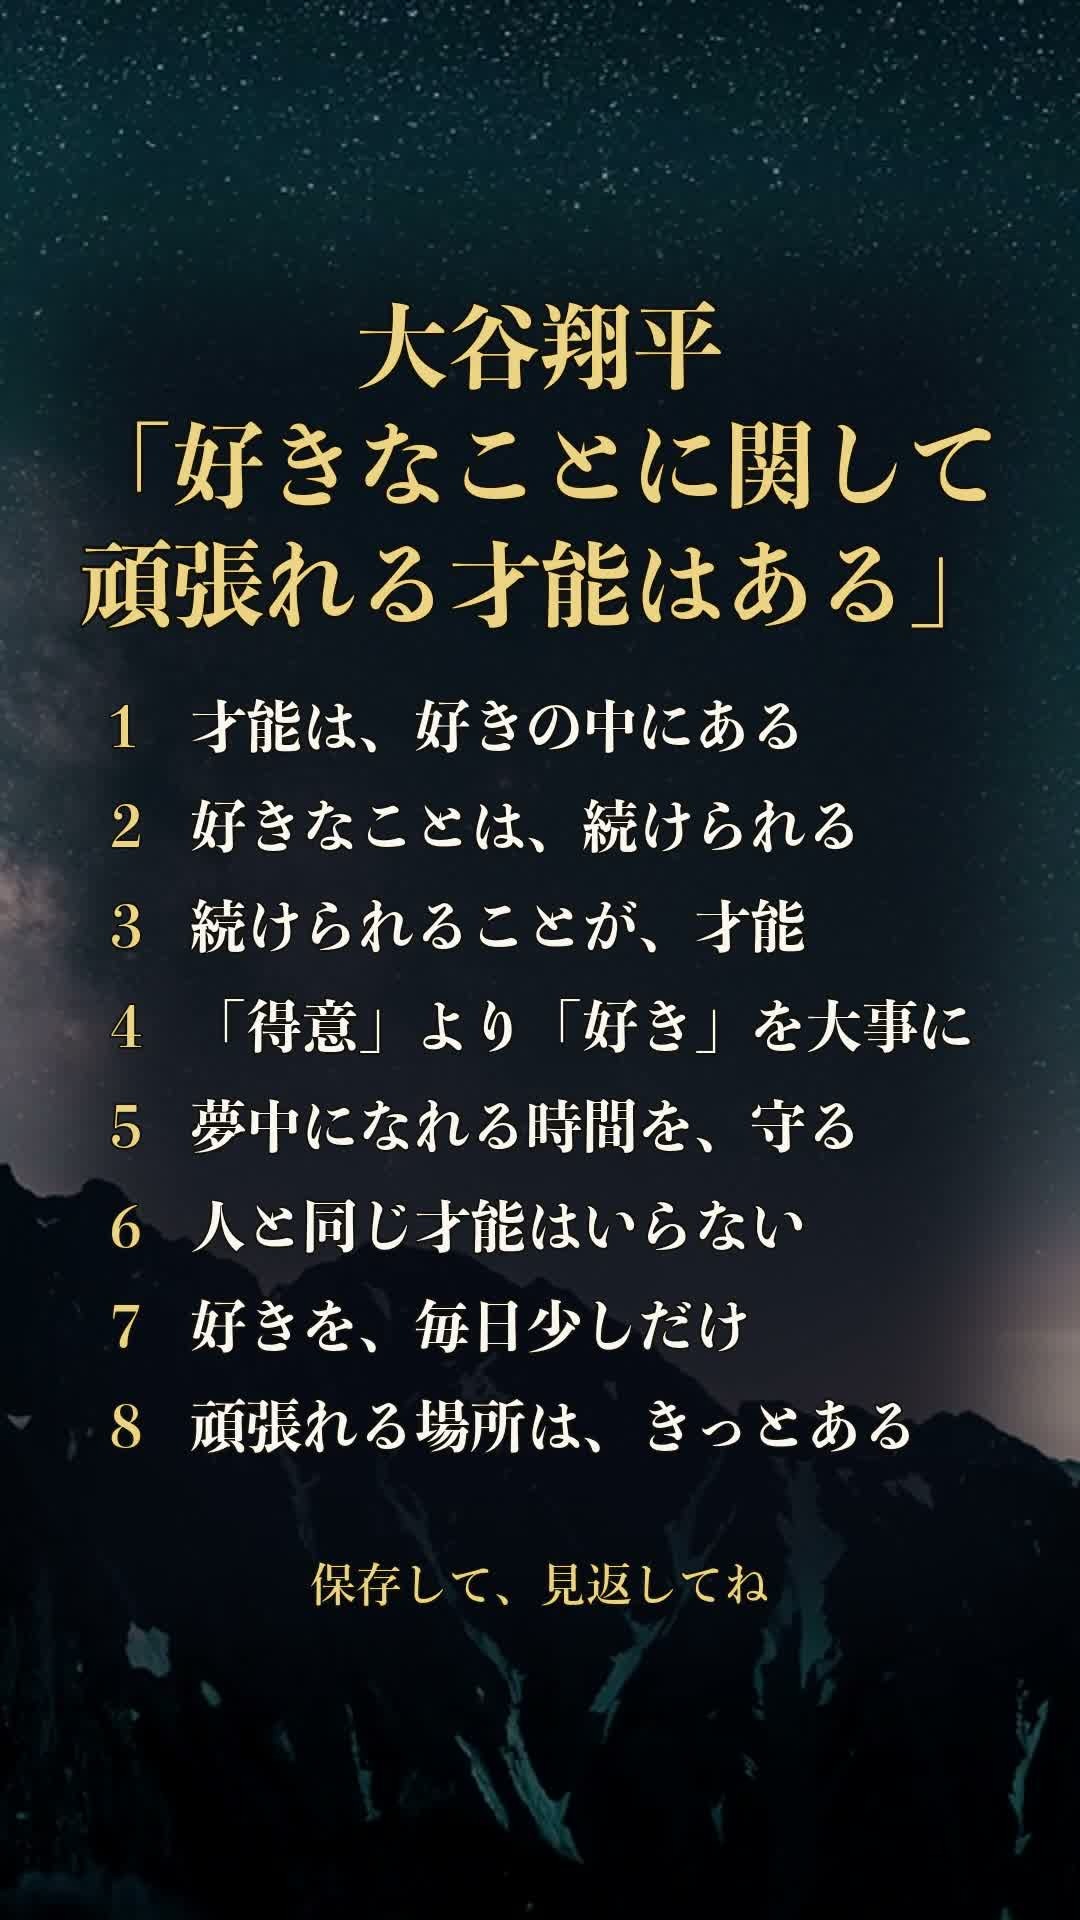 大谷翔平
「好きなことに関して
頑張れる才能はある」
1 才能は、好きの中にある
2 好きなことは、続けられる
3 続けられることが、才能
4 「得意」より「好き」を大事に
5 夢中になれる時間を、守る
6 人と同じ才能はいらない
7 好きを、毎日少しだけ
8 頑張れる場所は、きっとある
保存して、見返してね